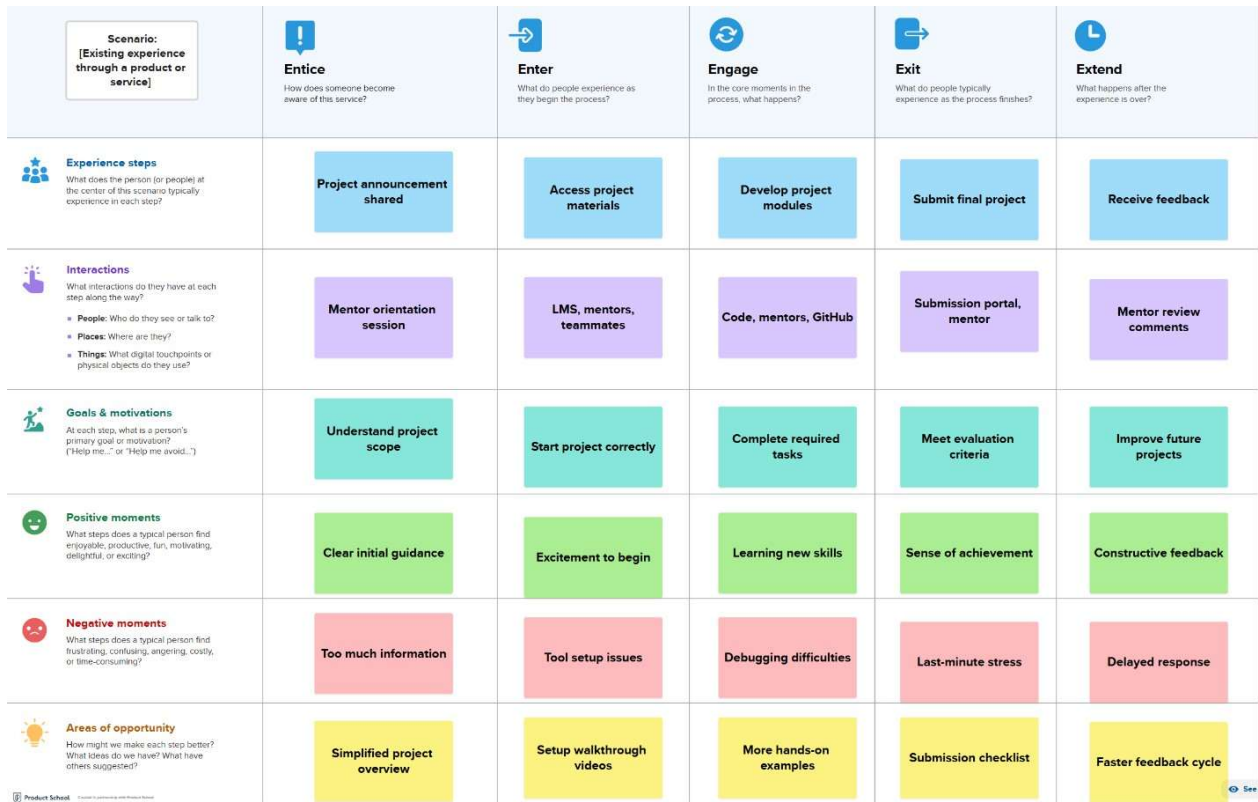 Scenario:
[Existing experience
through a product or
service]
Entice
How does someone become
aware of this service?
Enter
What do people experience as
they begin the process?
Engage
In the core moments in the
process, what happens?
Exit
What do people typically
experience as the process finishes?
Extend
What happens after the
experience is over?
Experience steps
What does the person (or people) at
the center of this scenario typically
experience in each step?
Project announcement
shared
Access project
materials
Develop project
modules
Submit final project
Receive feedback
Interactions
What interactions do they have at each
step along the way?
People: Who do they see or talk to?
Places: Where are they?
Things: What digital touchpoints or
physical objects do they use?
Mentor orientation
session
LMS, mentors,
teammates
Code, mentors, GitHub
Submission portal,
mentor
Mentor review
comments
Goals & motivations
At each step, what is a person's
primary goal or motivation?
("Help me..." or "Help me avoid...")
Understand project
scope
Start project correctly
Complete required
tasks
Meet evaluation
criteria
Improve future
projects
Positive moments
What steps does a typical person find
enjoyable, productive, fun, motivating,
delightful, or exciting?
Clear initial guidance
Excitement to begin
Learning new skills
Sense of achievement
Constructive feedback
Negative moments
What steps does a typical person find
frustrating, confusing, angering, costly,
or time-consuming?
Too much information
Tool setup issues
Debugging difficulties
Last-minute stress
Delayed response
Areas of opportunity
How might we make each step better?
What ideas do we have? What have
others suggested?
Simplified project
overview
Setup walkthrough
videos
More hands-on
examples
Submission checklist
Faster feedback cycle
Product School
See